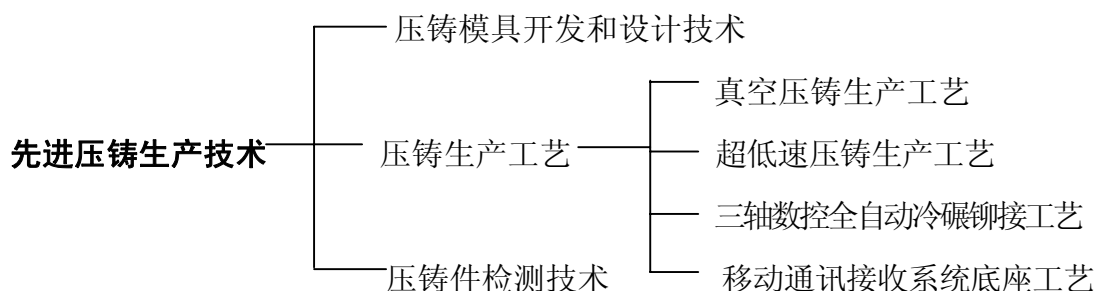 压铸模具开发和设计技术
真空压铸生产工艺
先进压铸生产技术
压铸生产工艺
超低速压铸生产工艺
三轴数控全自动冷碾铆接工艺
压铸件检测技术
移动通讯接收系统底座工艺